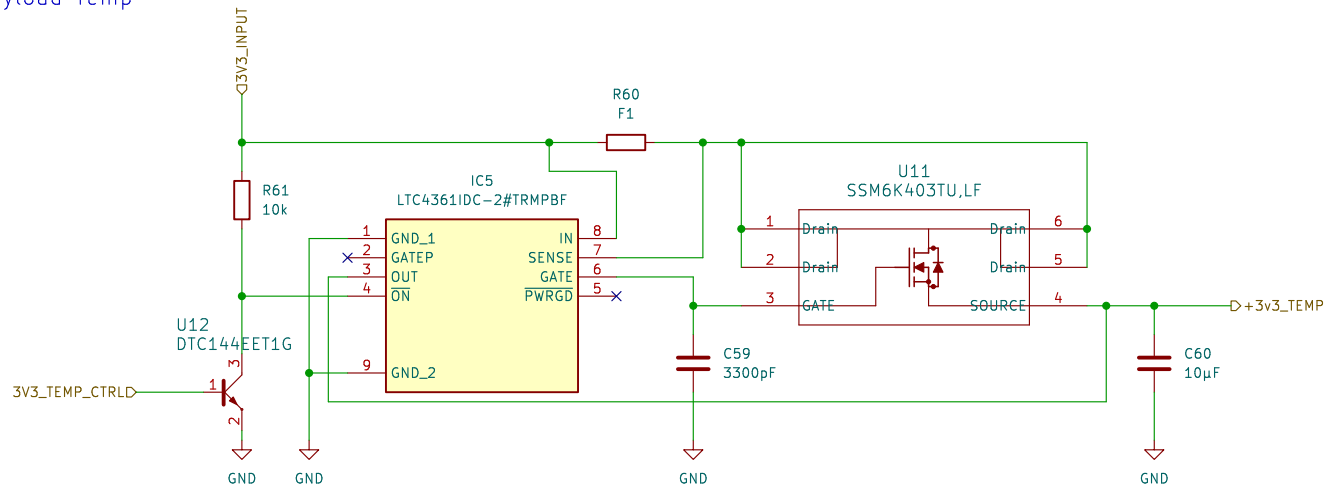 yload Temp
3V3_INPUT
R60
F1
R61
10k
IC5
LTC4361IDC-2#TRMPBF
U11
SSM6K403TU,LF
1 GND_1
2 GATEP
3 OUT
4 ON
9 GND_2
IN 8
SENSE 7
GATE 6
PWRGD 5
1 Drain
2 Drain
3 GATE
Drain 6
Drain 5
SOURCE 4
+3v3_TEMP
U12
DTC144EET1G
3
1
2
3V3_TEMP_CTRL
C59
3300pF
C60
10µF
GND
GND
GND
GND